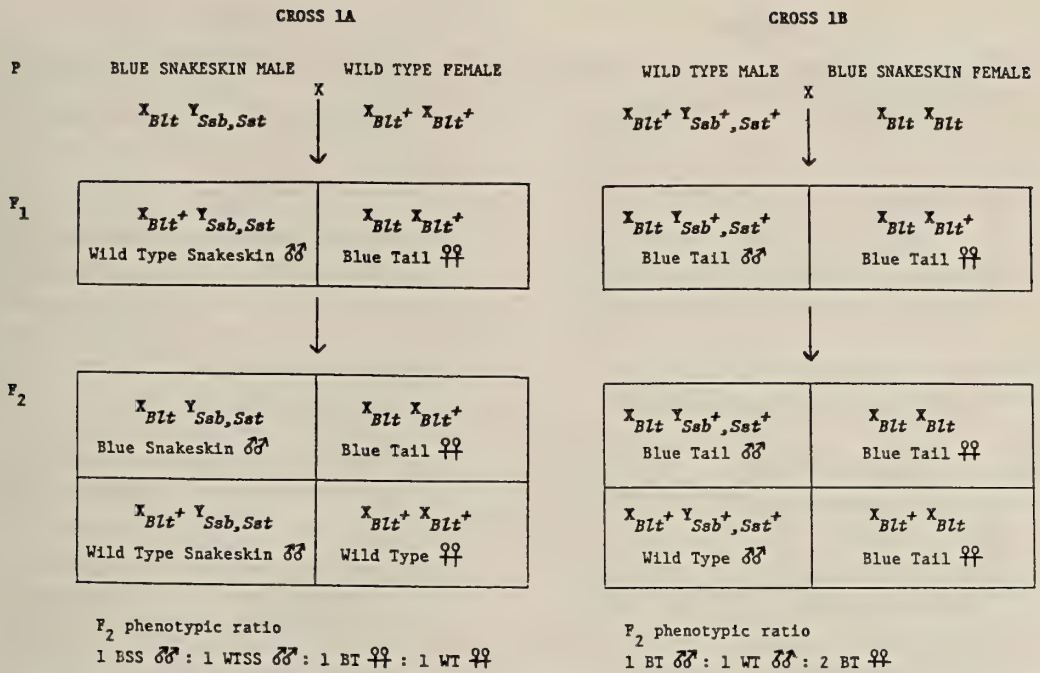 CROSS 1A
P
BLUE SNAKESKIN MALE X WILD TYPE FEMALE
X_Blt Y_Ssb,Sst X_Blt+ X_Blt+
F1
X_Blt+ Y_Ssb,Sst X_Blt X_Blt+
Wild Type Snakeskin ♂♂ Blue Tail ♀♀
F2
X_Blt Y_Ssb,Sst X_Blt X_Blt+
Blue Snakeskin ♂♂ Blue Tail ♀♀
X_Blt+ Y_Ssb,Sst X_Blt+ X_Blt+
Wild Type Snakeskin ♂♂ Wild Type ♀♀
F2 phenotypic ratio
1 BSS ♂♂ : 1 WTSS ♂♂ : 1 BT ♀♀ : 1 WT ♀♀
CROSS 1B
WILD TYPE MALE X BLUE SNAKESKIN FEMALE
X_Blt+ Y_Ssb+,Sst+ X_Blt X_Blt
X_Blt Y_Ssb+,Sst+ X_Blt X_Blt+
Blue Tail ♂♂ Blue Tail ♀♀
X_Blt Y_Ssb+,Sst+ X_Blt X_Blt
Blue Tail ♂♂ Blue Tail ♀♀
X_Blt+ Y_Ssb+,Sst+ X_Blt+ X_Blt
Wild Type ♂♂ Blue Tail ♀♀
F2 phenotypic ratio
1 BT ♂♂ : 1 WT ♂♂ : 2 BT ♀♀